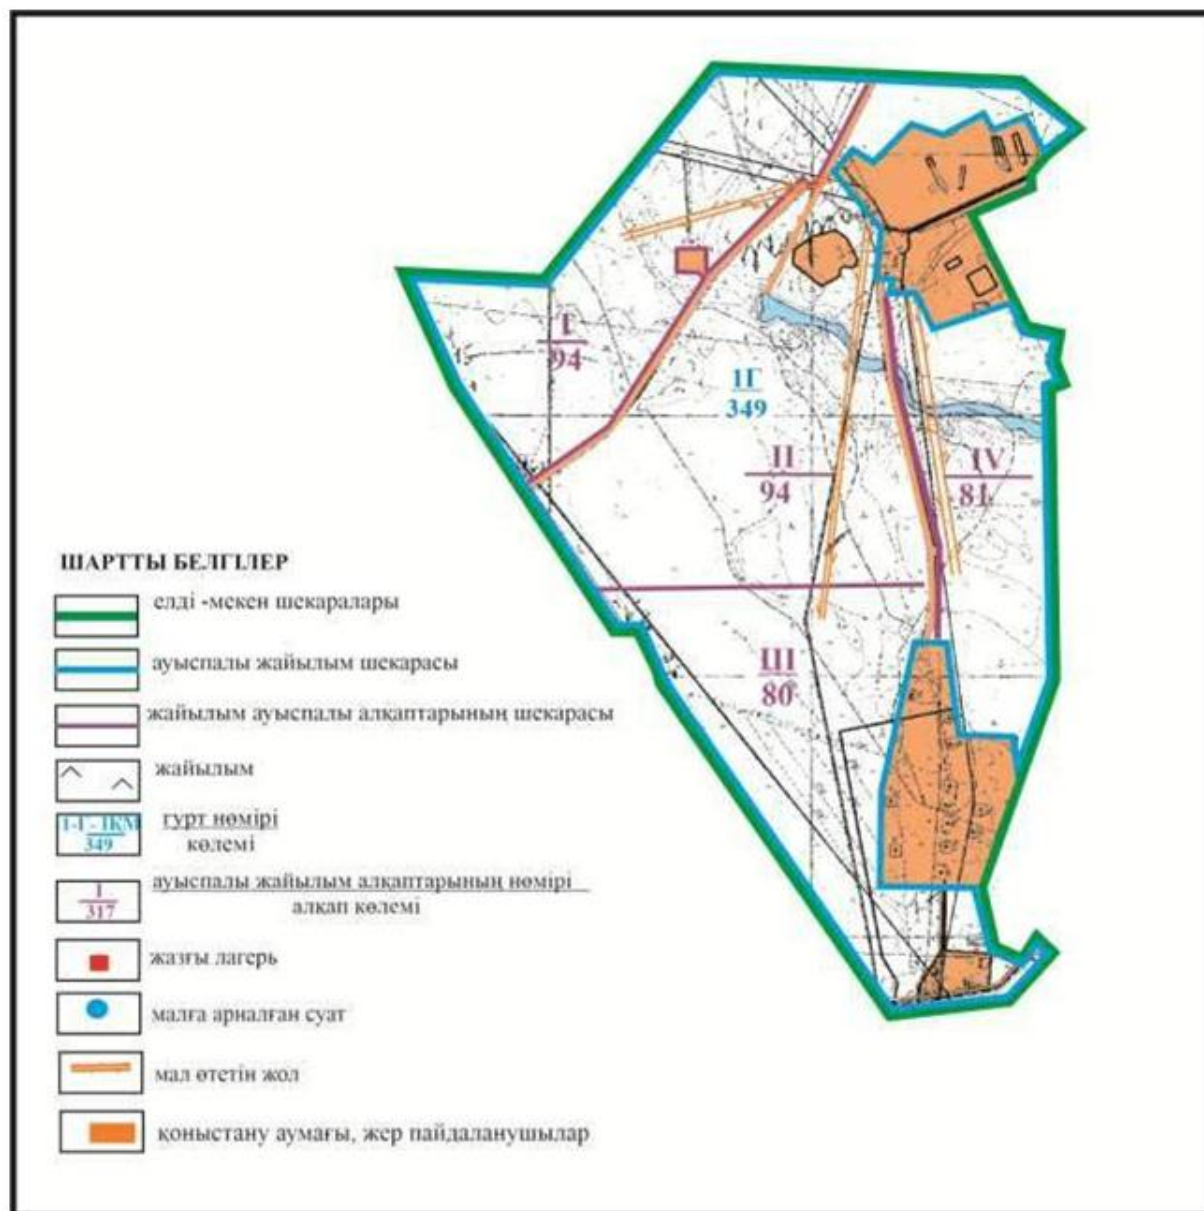 I
94
1Г
349
II
94
IV
81
III
80
ШАРТТЫ БЕЛГІЛЕР
елді -мекен шекаралары
ауыспалы жайылым шекарасы
жайылым ауыспалы алқаптарының шекарасы
жайылым
1-Г - ІҚМ
349
гурт нөмірі
көлемі
I
317
ауыспалы жайылым алқаптарының нөмірі
алқап көлемі
жазғы лагерь
малға арналған суат
мал өтетін жол
қоныстану аумағы, жер пайдаланушылар